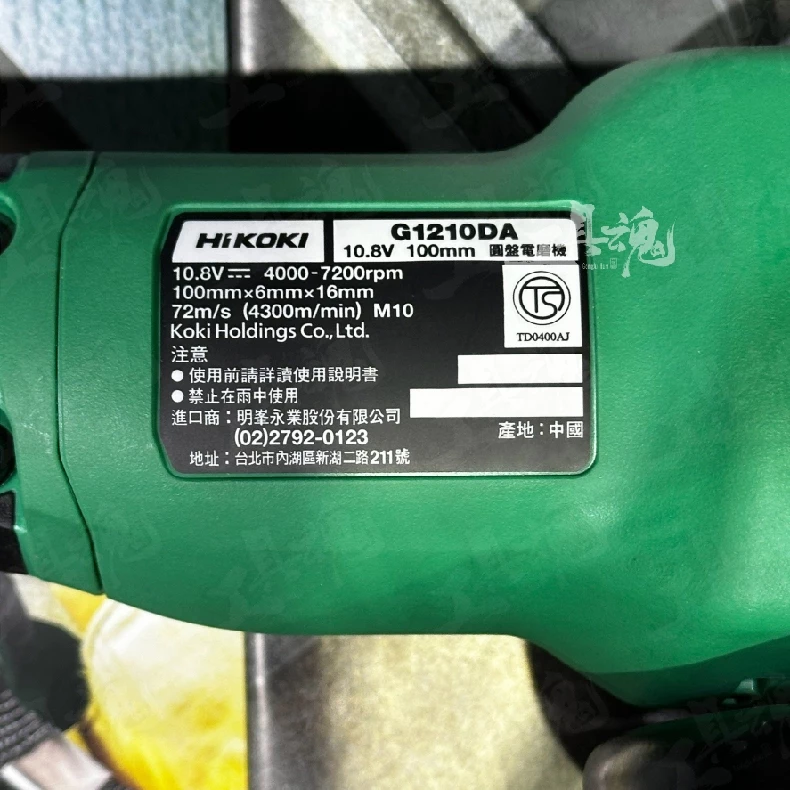 HiKOKI
G1210DA
10.8V 100mm 圓盤電磨機
10.8V⎓ 4000-7200rpm
100mm×6mm×16mm
72m/s (4300m/min) M10
Koki Holdings Co., Ltd.
TS
TD0400AJ
注意
●使用前請詳讀使用說明書
●禁止在雨中使用
進口商：明峯永業股份有限公司
(02)2792-0123
產地：中國
地址：台北市內湖區新湖二路211號
具魂